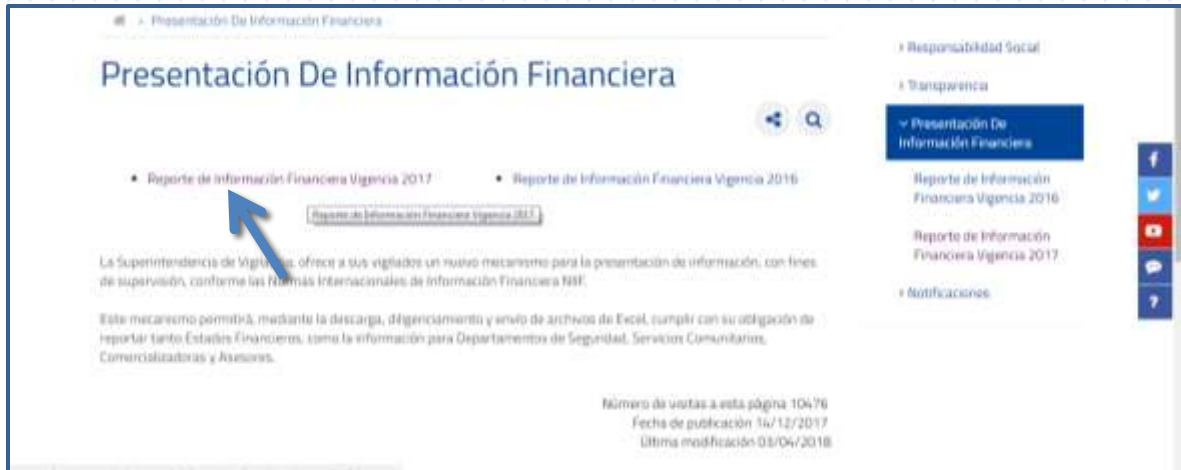 > Presentación De Información Financiera
Presentación De Información Financiera
• Reporte de Información Financiera Vigencia 2017
• Reporte de Información Financiera Vigencia 2016
Reporte de Información Financiera Vigencia 2017
La Superintendencia de ofrece a sus vigilados un nuevo mecanismo para la presentación de información, con fines
de supervisión, conforme las Normas Internacionales de Información Financiera NIIF.
Este mecanismo permitirá, mediante la descarga, diligenciamiento y envío de archivos de Excel, cumplir con su obligación de
reportar tanto Estados Financieros, como la información para Departamentos de Seguridad, Servicios Comunitarios,
Comercializadoras y Asesores.
Número de visitas a esta página 10476
Fecha de publicación 14/12/2017
Última modificación 03/04/2018
> Responsabilidad Social
> Transparencia
Presentación De
Información Financiera
Reporte de Información
Financiera Vigencia 2016
Reporte de Información
Financiera Vigencia 2017
> Notificaciones
f
?